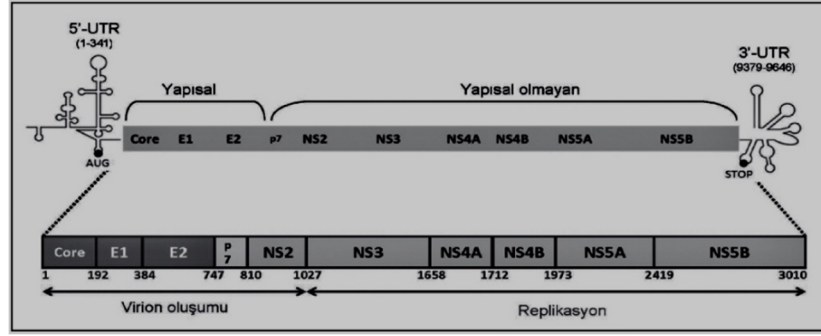 5'-UTR
(1-341)
3'-UTR
(9379-9646)
Yapısal
Yapısal olmayan
Core E1 E2 p7 NS2 NS3 NS4A NS4B NS5A NS5B
AUG
STOP
Core E1 E2 P7 NS2 NS3 NS4A NS4B NS5A NS5B
1 192 384 747 810 1027 1658 1712 1973 2419 3010
Virion oluşumu
Replikasyon